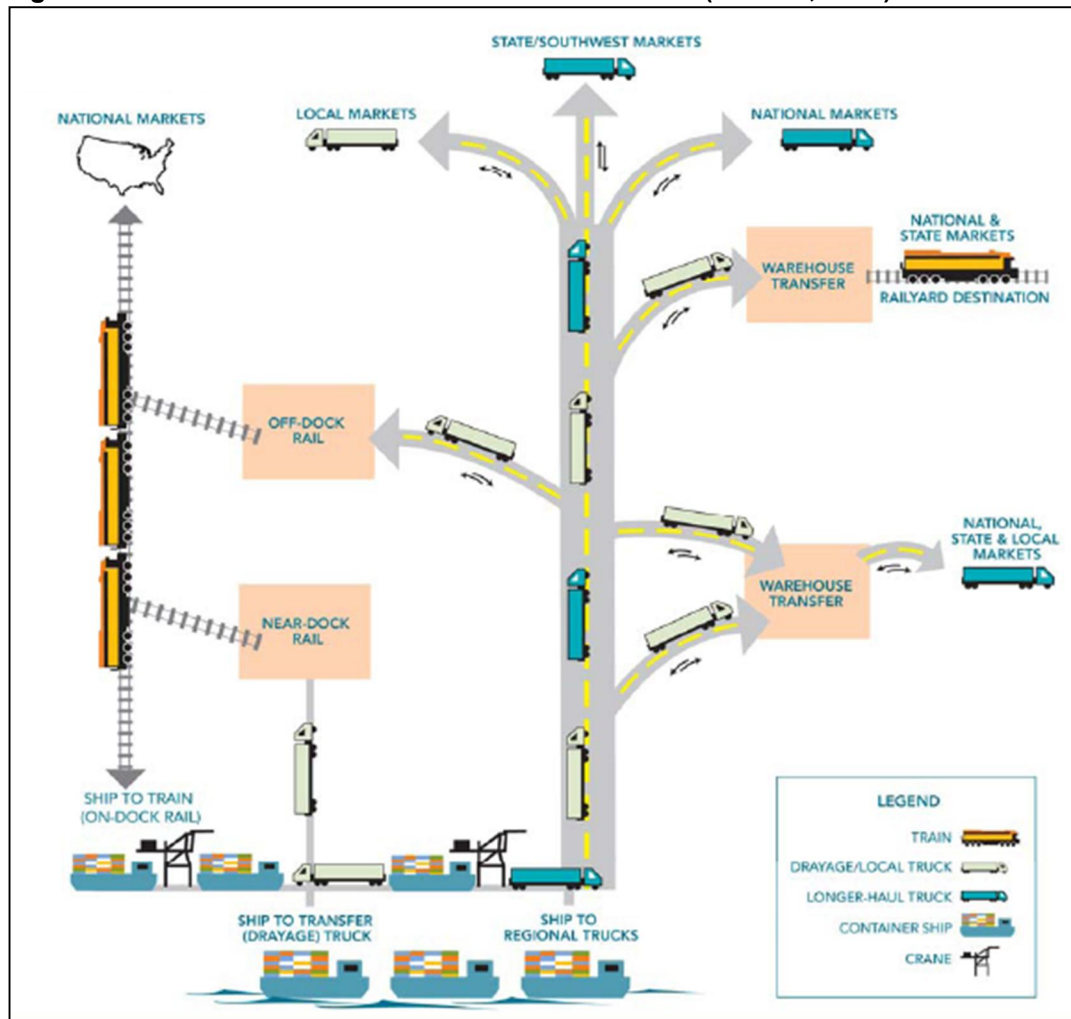 STATE/SOUTHWEST MARKETS
LOCAL MARKETS
NATIONAL MARKETS
NATIONAL MARKETS
NATIONAL &
STATE MARKETS
WAREHOUSE
TRANSFER
RAILYARD DESTINATION
OFF-DOCK
RAIL
NATIONAL,
STATE & LOCAL
MARKETS
WAREHOUSE
TRANSFER
NEAR-DOCK
RAIL
SHIP TO TRAIN
(ON-DOCK RAIL)
SHIP TO TRANSFER
(DRAYAGE) TRUCK
SHIP TO
REGIONAL TRUCKS
LEGEND
TRAIN
DRAYAGE/LOCAL TRUCK
LONGER-HAUL TRUCK
CONTAINER SHIP
CRANE